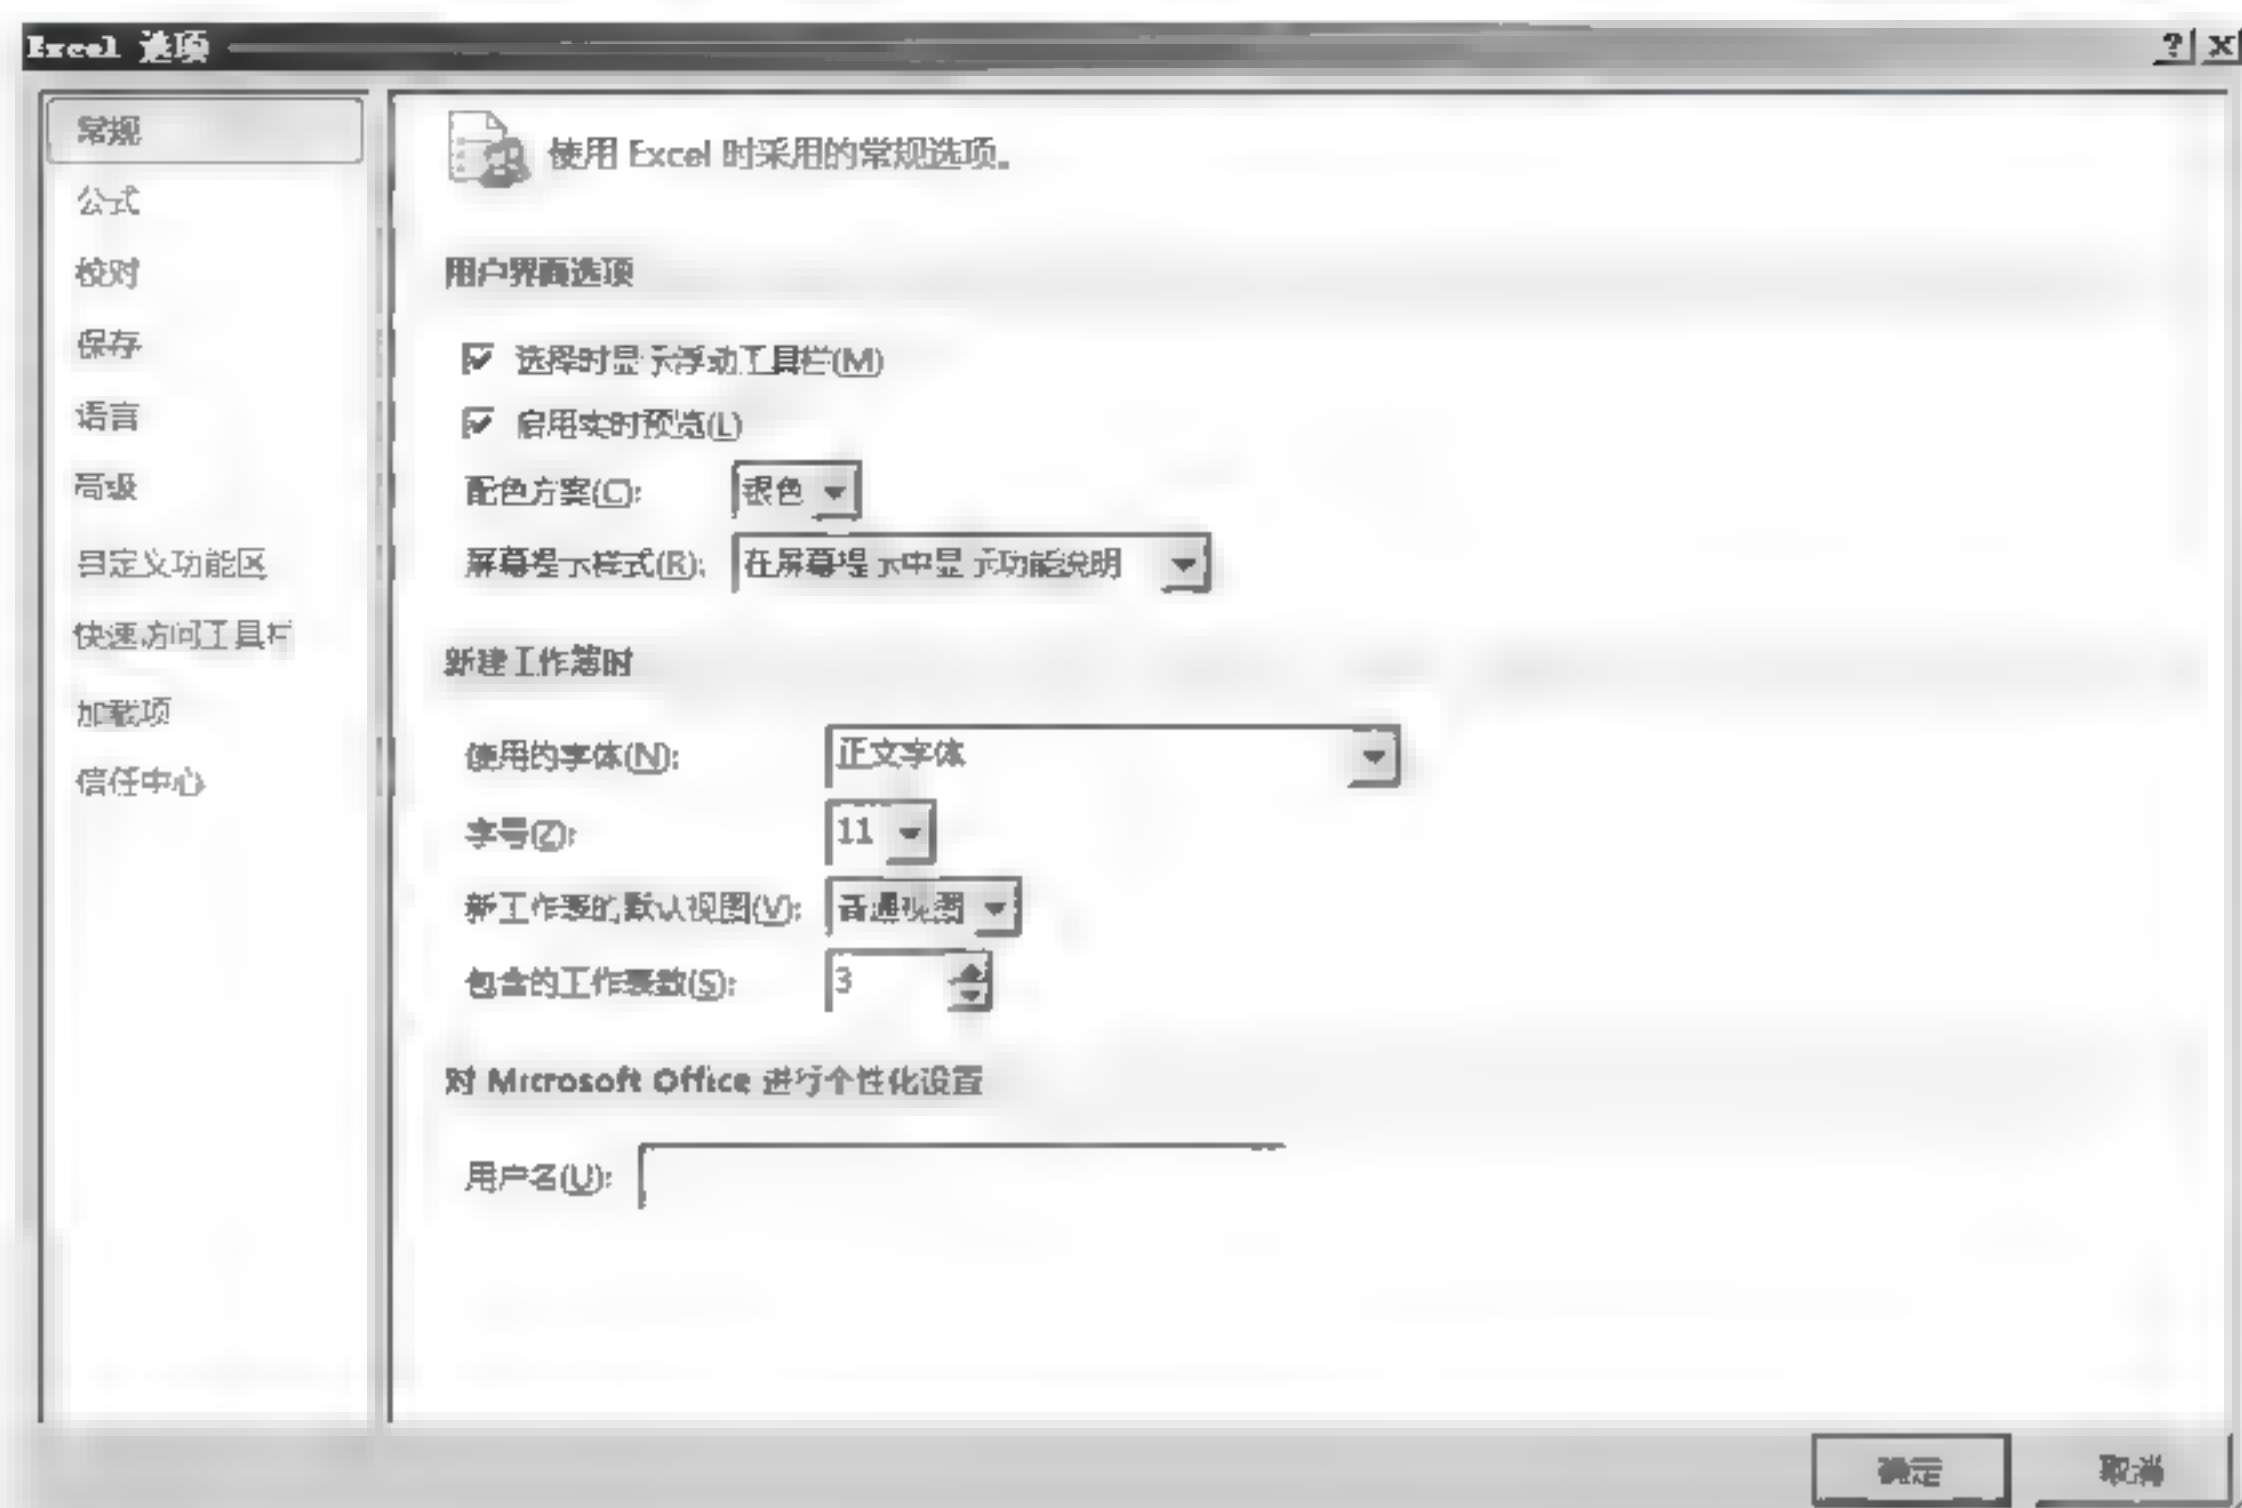 Excel 选项
常规
公式
校对
保存
语言
高级
自定义功能区
快速访问工具栏
加载项
信任中心
使用 Excel 时采用的常规选项。
用户界面选项
选择时显示浮动工具栏(M)
启用实时预览(L)
配色方案(C): 银色
屏幕提示样式(R): 在屏幕提示中显示功能说明
新建工作簿时
使用的字体(N): 正文字体
字号(Z): 11
新工作表的默认视图(V): 普通视图
包含的工作表数(S): 3
对 Microsoft Office 进行个性化设置
用户名(U):
确定 取消